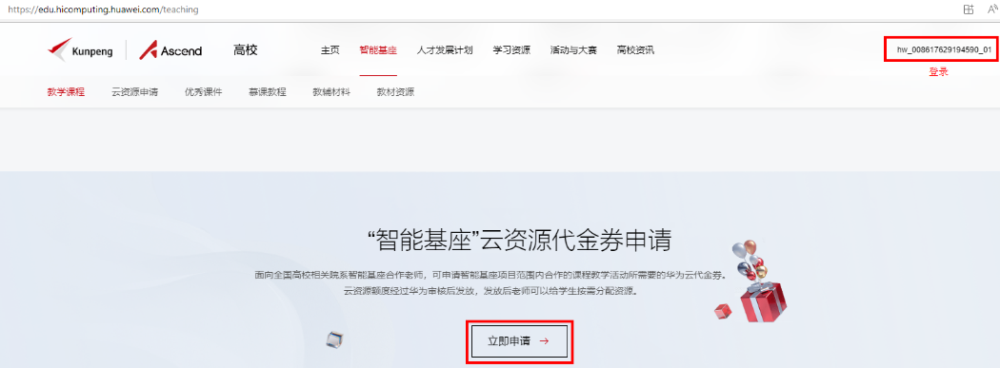 https://edu.hicomputing.huawei.com/teaching
Kunpeng Ascend 高校 主页 智能基座 人才发展计划 学习资源 活动与大赛 高校资讯 hw_008617629194590_01
登录
教学课程 云资源申请 优秀课件 慕课教程 教辅材料 教材资源
“智能基座”云资源代金券申请
面向全国高校相关院系智能基座合作老师，可申请智能基座项目范围内合作的课程教学活动所需要的华为云代金券。
云资源额度经过华为审核后发放，发放后老师可以给学生按需分配资源。
立即申请 →